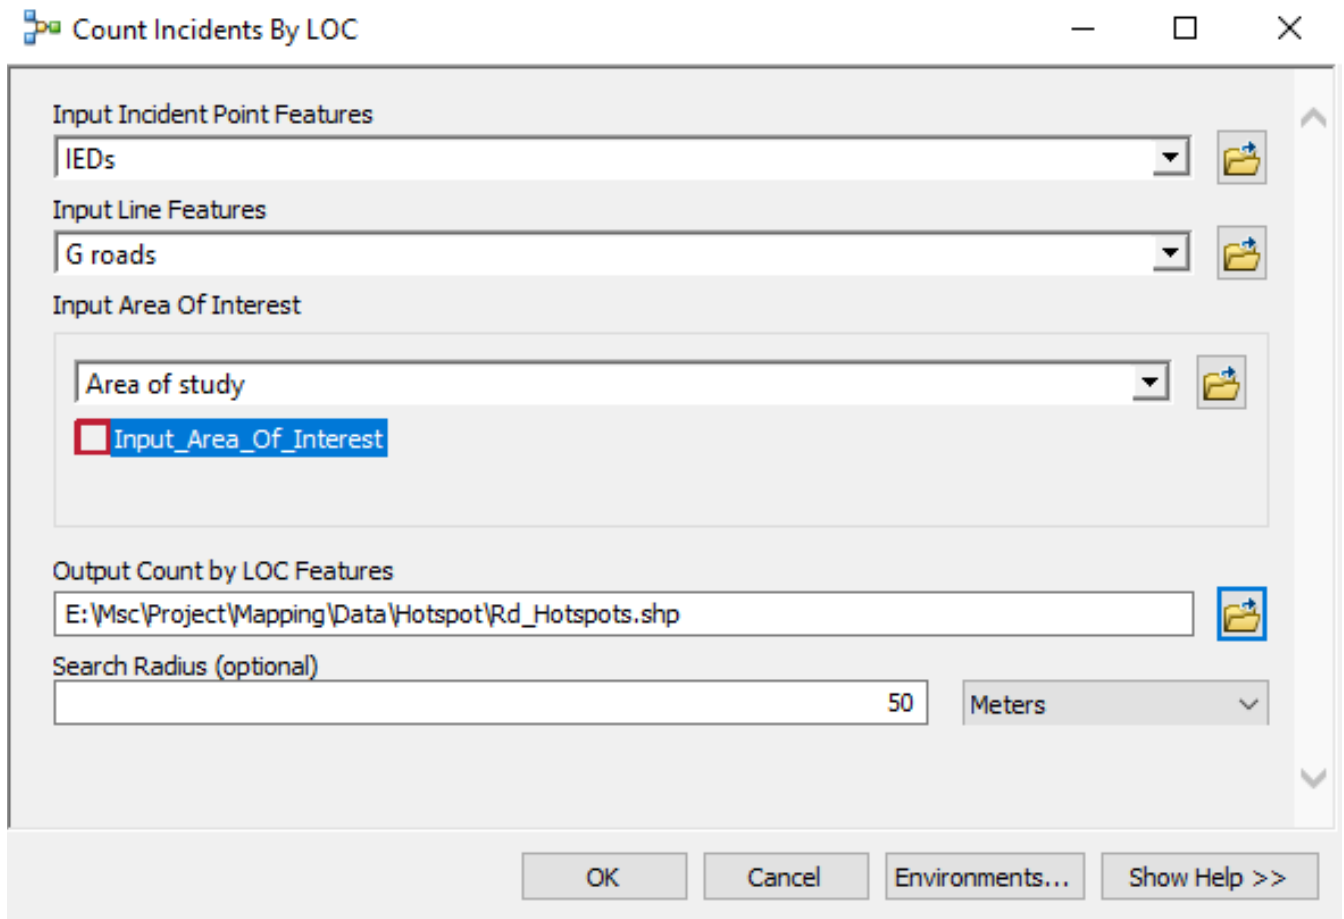 Count Incidents By LOC
Input Incident Point Features
IEDs
Input Line Features
G roads
Input Area Of Interest
Area of study
Input_Area_Of_Interest
Output Count by LOC Features
E:\Msc\Project\Mapping\Data\Hotspot\Rd_Hotspots.shp
Search Radius (optional)
50 Meters
OK Cancel Environments... Show Help >>